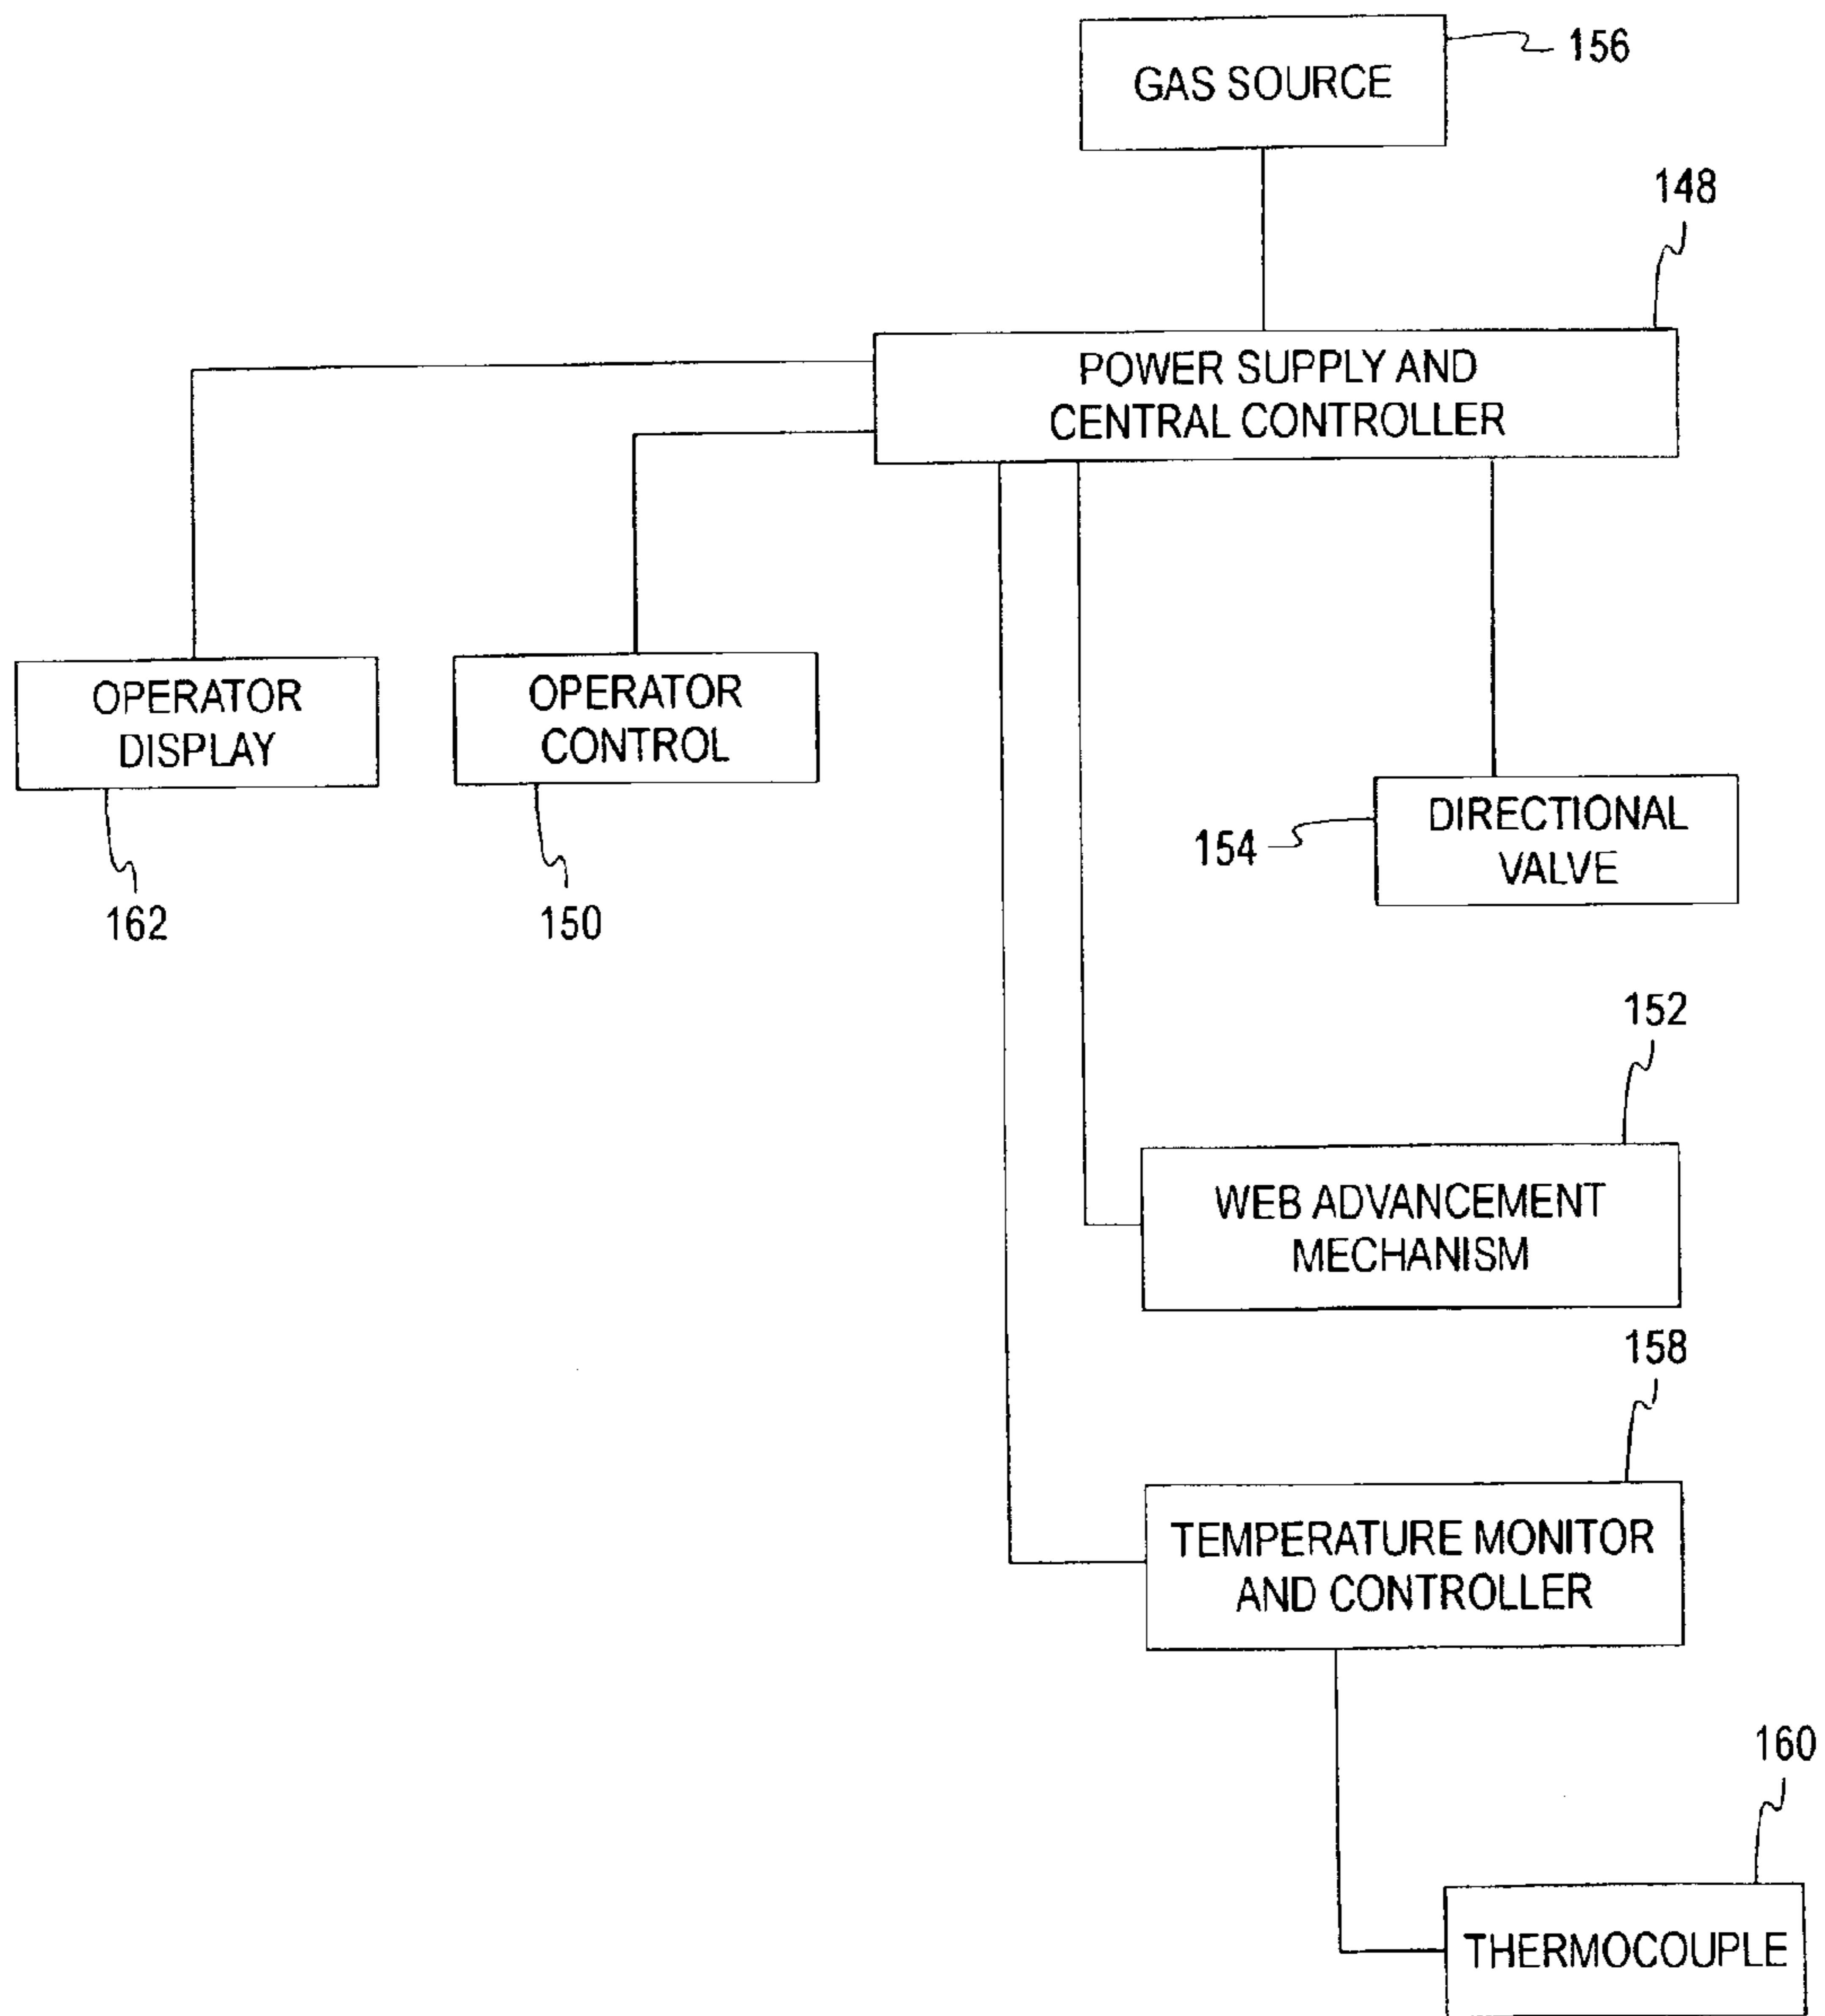 GAS SOURCE
156
148
POWER SUPPLY AND
CENTRAL CONTROLLER
OPERATOR
DISPLAY
162
OPERATOR
CONTROL
150
DIRECTIONAL
VALVE
154
152
WEB ADVANCEMENT
MECHANISM
158
TEMPERATURE MONITOR
AND CONTROLLER
160
THERMOCOUPLE